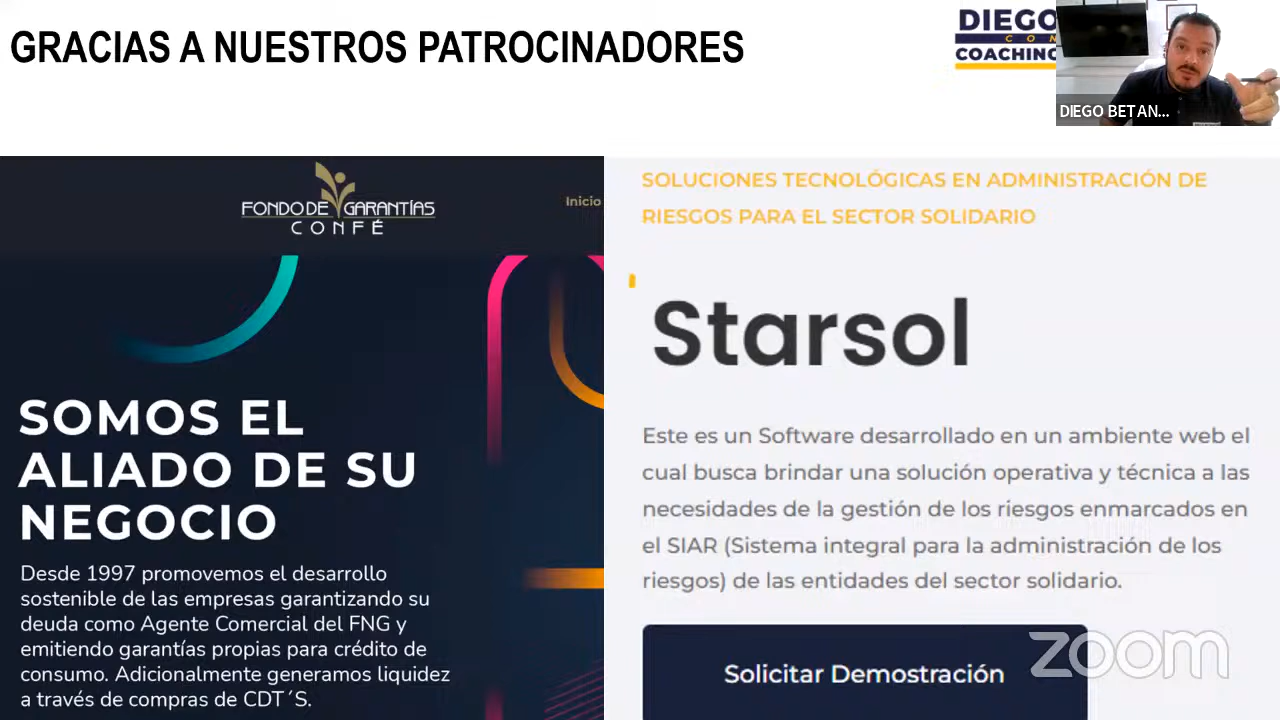 GRACIAS A NUESTROS PATROCINADORES
DIEGO
CON
COACHING
DIEGO BETAN...
FONDO DE GARANTÍAS
CONFÉ
Inicio
SOMOS EL
ALIADO DE SU
NEGOCIO
Desde 1997 promovemos el desarrollo
sostenible de las empresas garantizando su
deuda como Agente Comercial del FNG y
emitiendo garantías propias para crédito de
consumo. Adicionalmente generamos liquidez
a través de compras de CDT´S.
SOLUCIONES TECNOLÓGICAS EN ADMINISTRACIÓN DE
RIESGOS PARA EL SECTOR SOLIDARIO
Starsol
Este es un Software desarrollado en un ambiente web el
cual busca brindar una solución operativa y técnica a las
necesidades de la gestión de los riesgos enmarcados en
el SIAR (Sistema integral para la administración de los
riesgos) de las entidades del sector solidario.
Solicitar Demostración
zoom